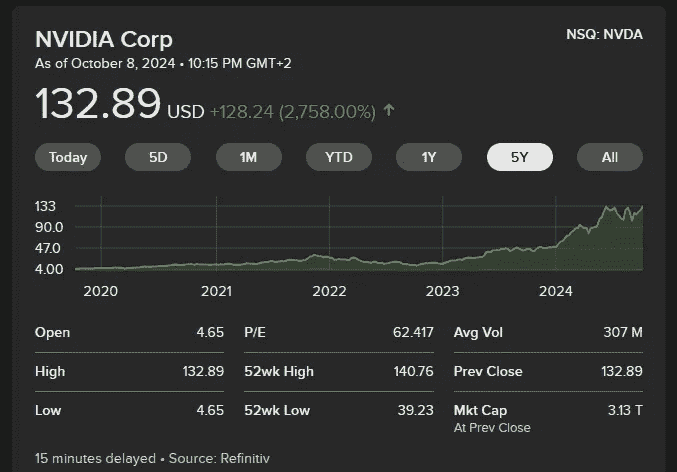 NVIDIA Corp
NSQ: NVDA
As of October 8, 2024 • 10:15 PM GMT+2
132.89 USD +128.24 (2,758.00%) ↑
Today 5D 1M YTD 1Y 5Y All
133
90.0
47.0
4.00
2020 2021 2022 2023 2024
Open 4.65 P/E 62.417 Avg Vol 307 M
High 132.89 52wk High 140.76 Prev Close 132.89
Low 4.65 52wk Low 39.23 Mkt Cap 3.13 T
At Prev Close
15 minutes delayed • Source: Refinitiv